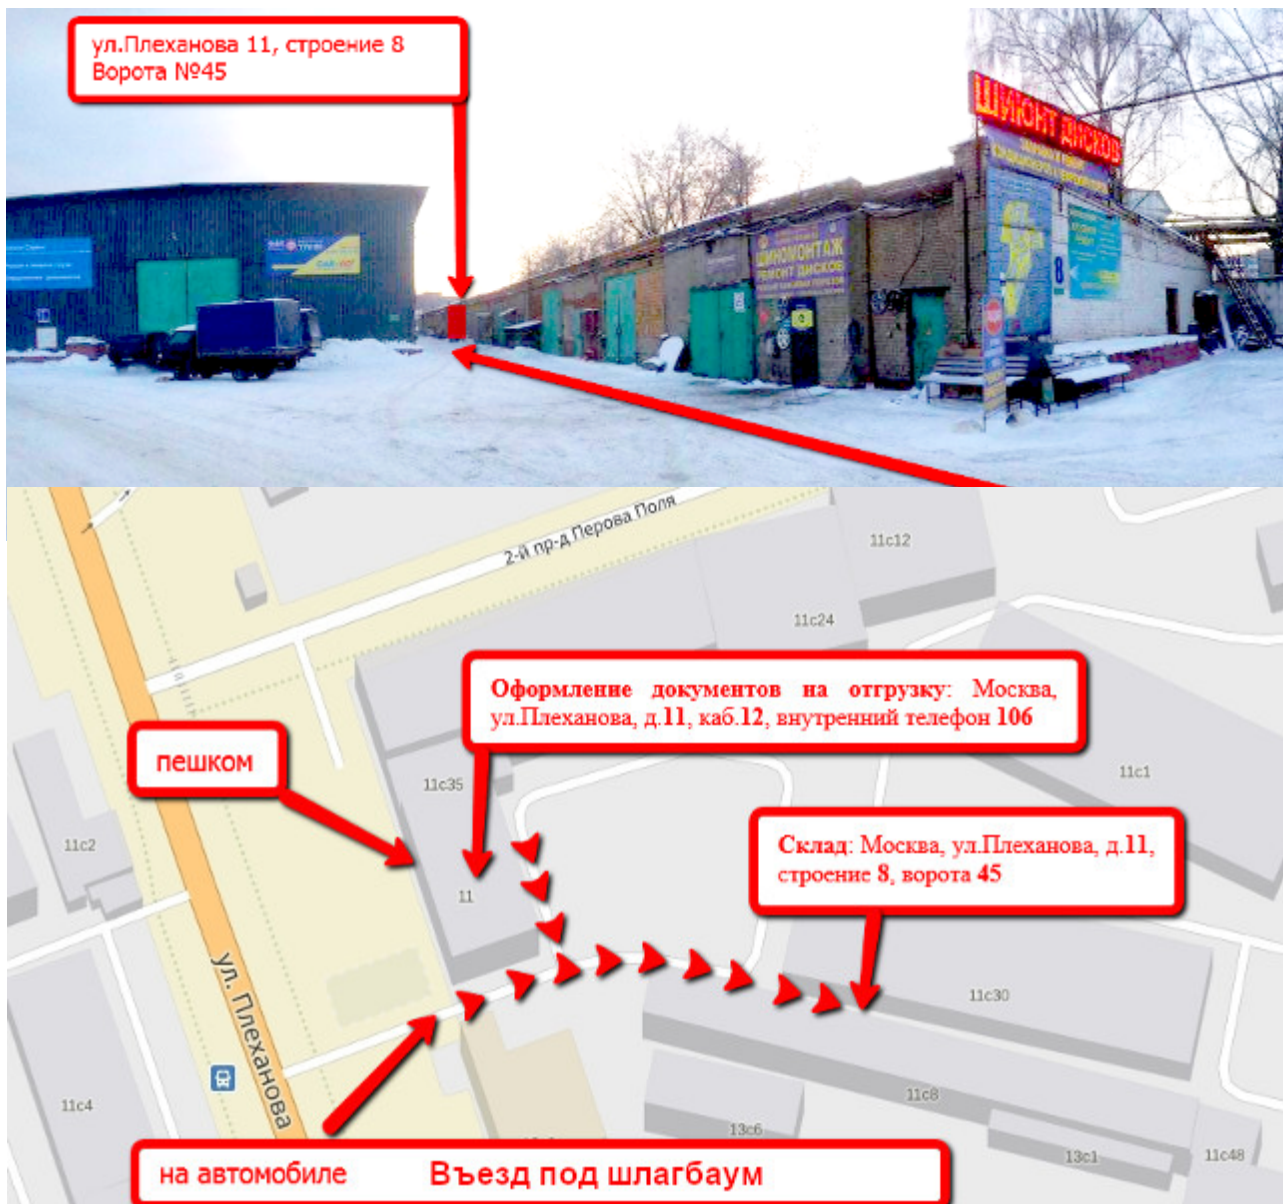 ул.Плеханова 11, строение 8
Ворота №45
ШИЮНТ ДИСКОВ
ШИНОМОНТАЖ
РЕМОНТ ДИСКОВ
8
2-й пр-д Перова Поля
11с12
11с24
Оформление документов на отгрузку: Москва,
ул.Плеханова, д.11, каб.12, внутренний телефон 106
пешком
11с35
11с1
11с2
Склад: Москва, ул.Плеханова, д.11,
строение 8, ворота 45
11
ул. Плеханова
11с30
11с4
11с8
13с6
13с1
11с48
на автомобиле Въезд под шлагбаум